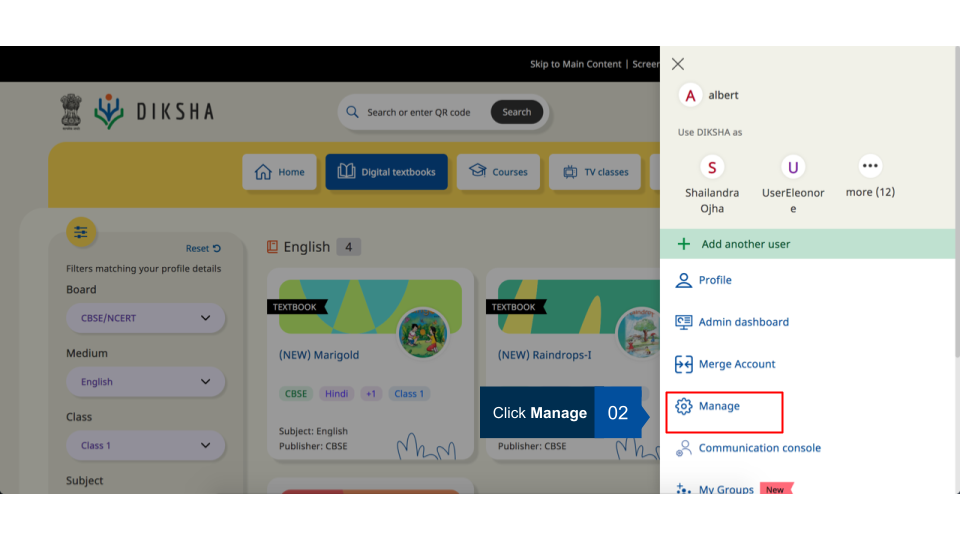 Skip to Main Content | Screen
DIKSHA
Search or enter QR code
Search
Home
Digital textbooks
Courses
TV classes
Reset
Filters matching your profile details
Board
CBSE/NCERT
Medium
English
Class
Class 1
Subject
English 4
TEXTBOOK
(NEW) Marigold
CBSE Hindi +1 Class 1
Subject: English
Publisher: CBSE
TEXTBOOK
(NEW) Raindrops-I
Publisher: CBSE
Click Manage 02
A albert
Use DIKSHA as
S
Shailandra
Ojha
U
UserEleonor
e
more (12)
Add another user
Profile
Admin dashboard
Merge Account
Manage
Communication console
My Groups New